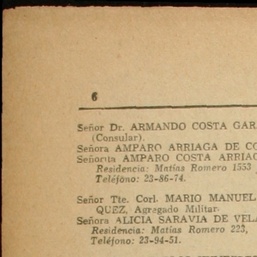 6
Señor Dr. ARMANDO COSTA GAR
(Consular).
Señora AMPARO ARRIAGA DE CO
Señorita AMPARO COSTA ARRIAG
Residencia: Matías Romero 1553
Teléfono: 23-86-74.
Señor Tte. Corl. MARIO MANUEL
QUEZ, Agregado Militar.
Señora ALICIA SARAVIA DE VELA
Residencia: Matías Romero 223,
Teléfono: 23-94-51.